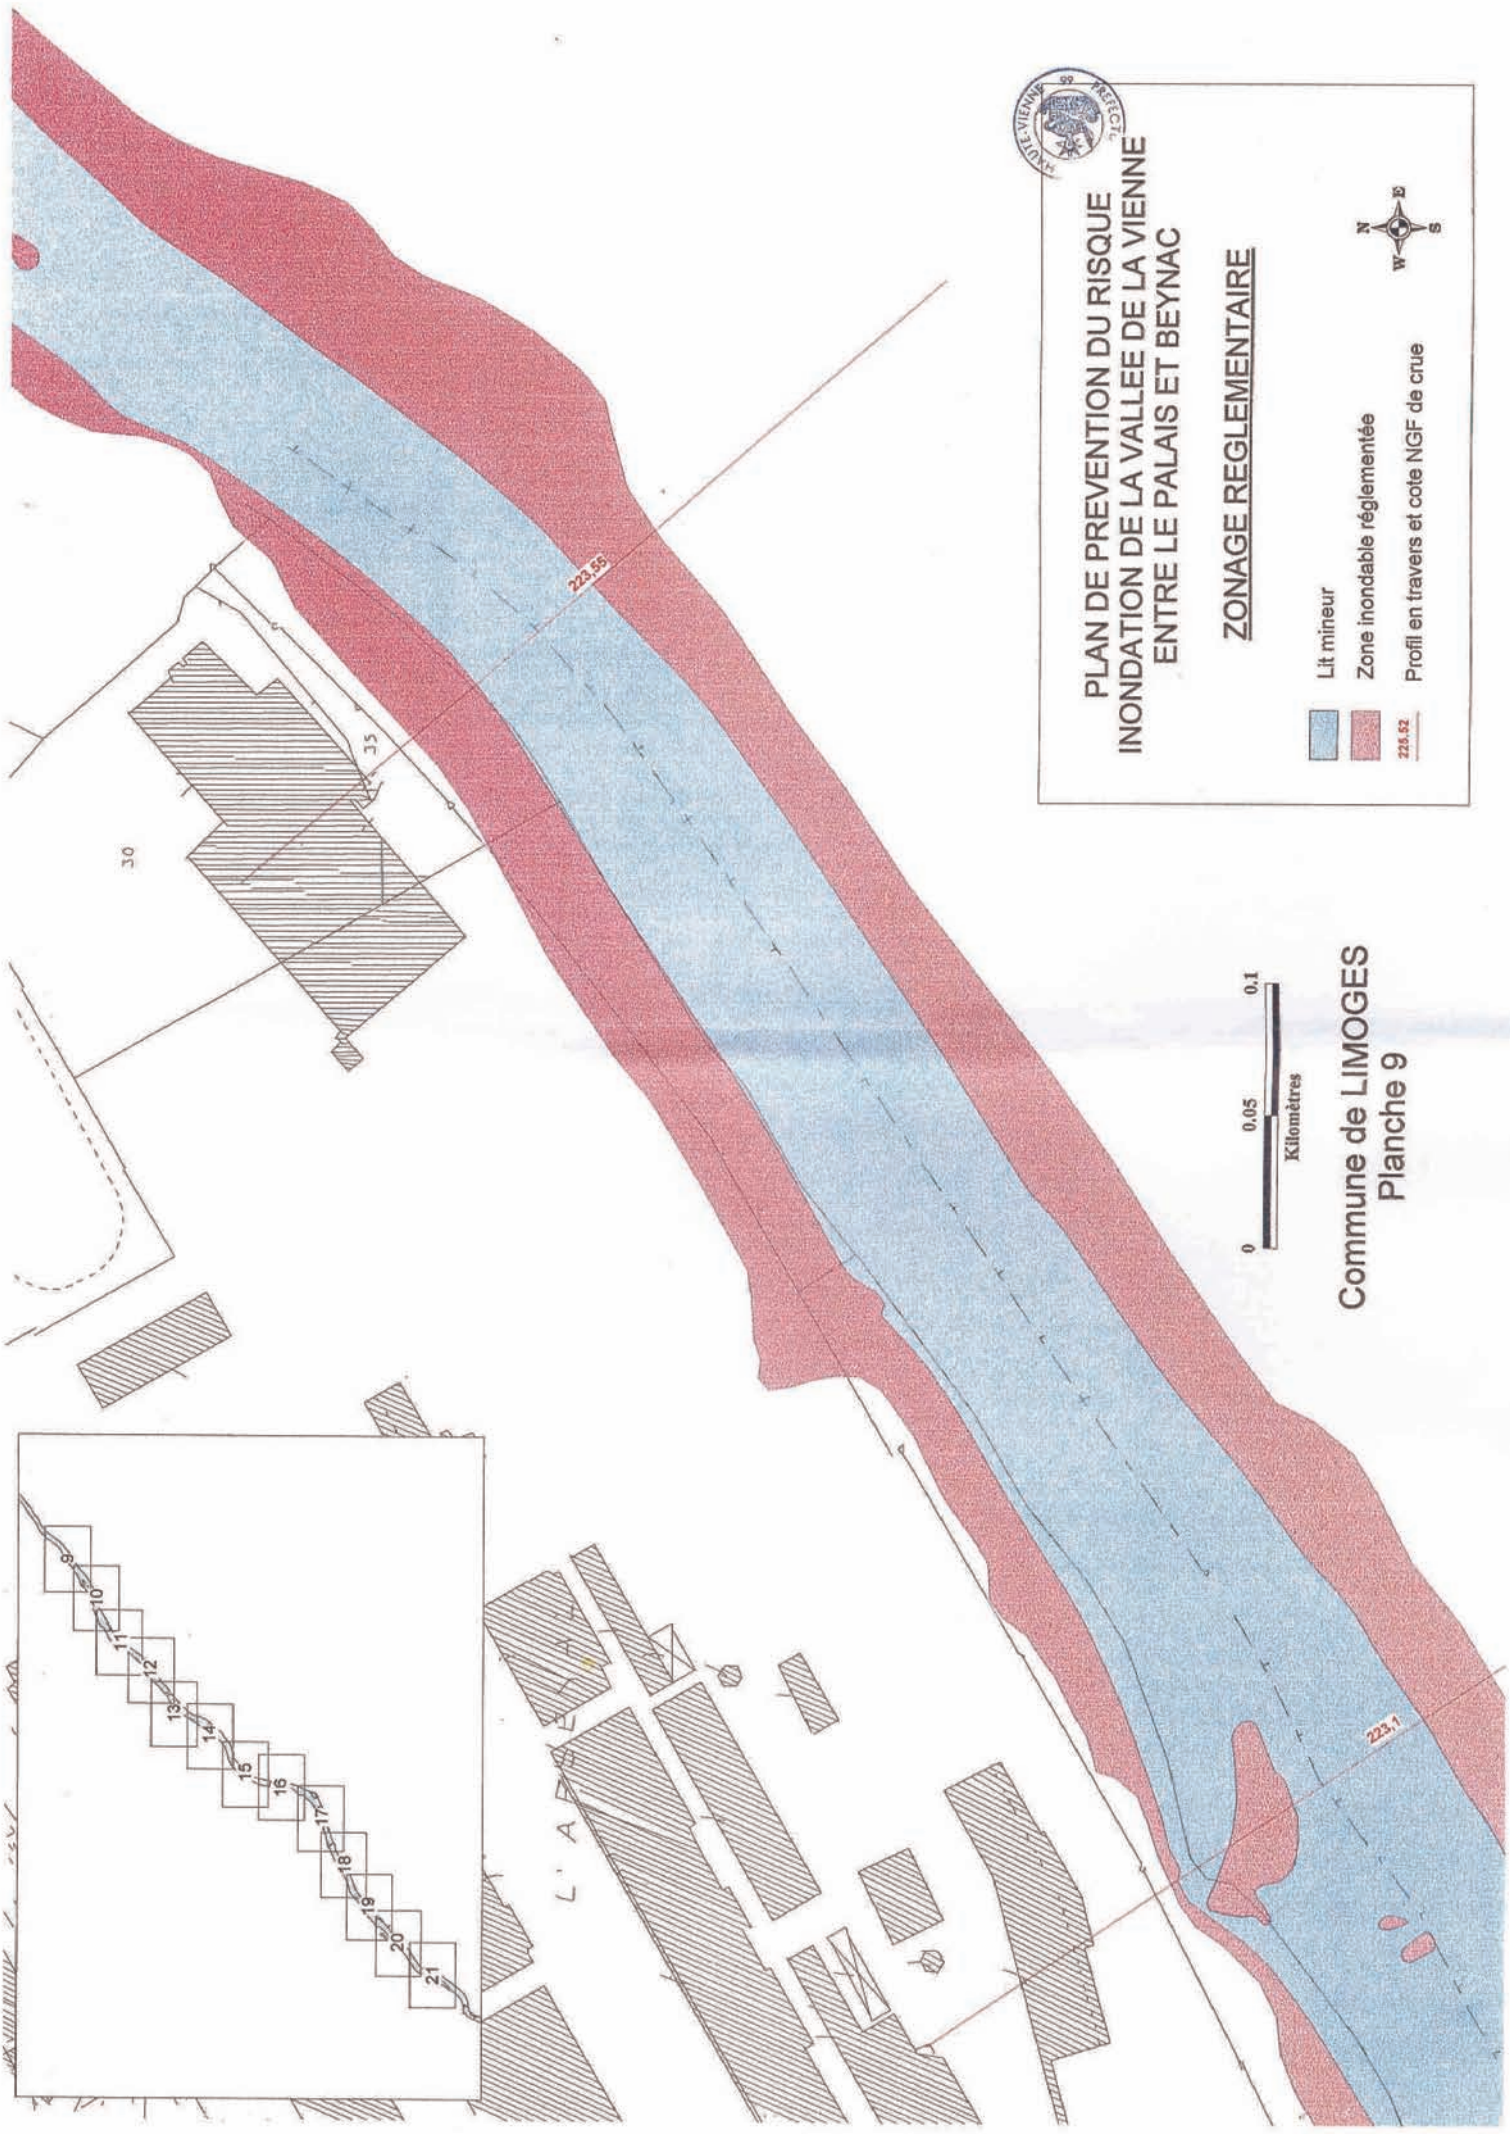 PLAN DE PREVENTION DU RISQUE
INONDATION DE LA VALLEE DE LA VIENNE
ENTRE LE PALAIS ET BEYNAC
ZONAGE REGLEMENTAIRE
Lit mineur
Zone inondable réglementée
225.52 Profil en travers et cote NGF de crue
N
W E
S
HAUTE-VIENNE
99
0 0.05 0.1
Kilomètres
Commune de LIMOGES
Planche 9
223,55
223,1
30
35
9
10
11
12
13
14
15
16
17
18
19
20
21